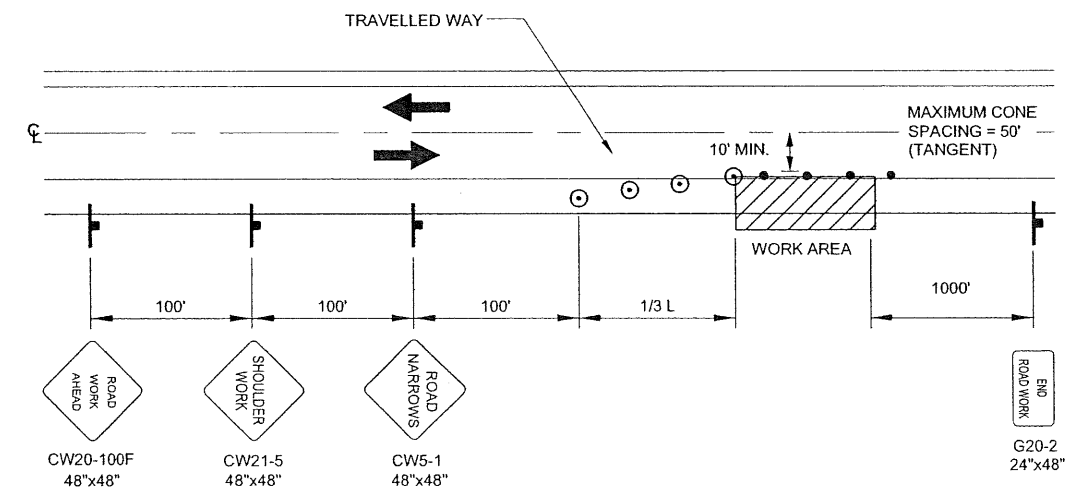 TRAVELLED WAY
℄
10' MIN.
MAXIMUM CONE
SPACING = 50'
(TANGENT)
WORK AREA
100'
100'
100'
1/3 L
1000'
ROAD
WORK
AHEAD
CW20-100F
48"x48"
SHOULDER
WORK
CW21-5
48"x48"
ROAD
NARROWS
CW5-1
48"x48"
END
ROAD WORK
G20-2
24"x48"